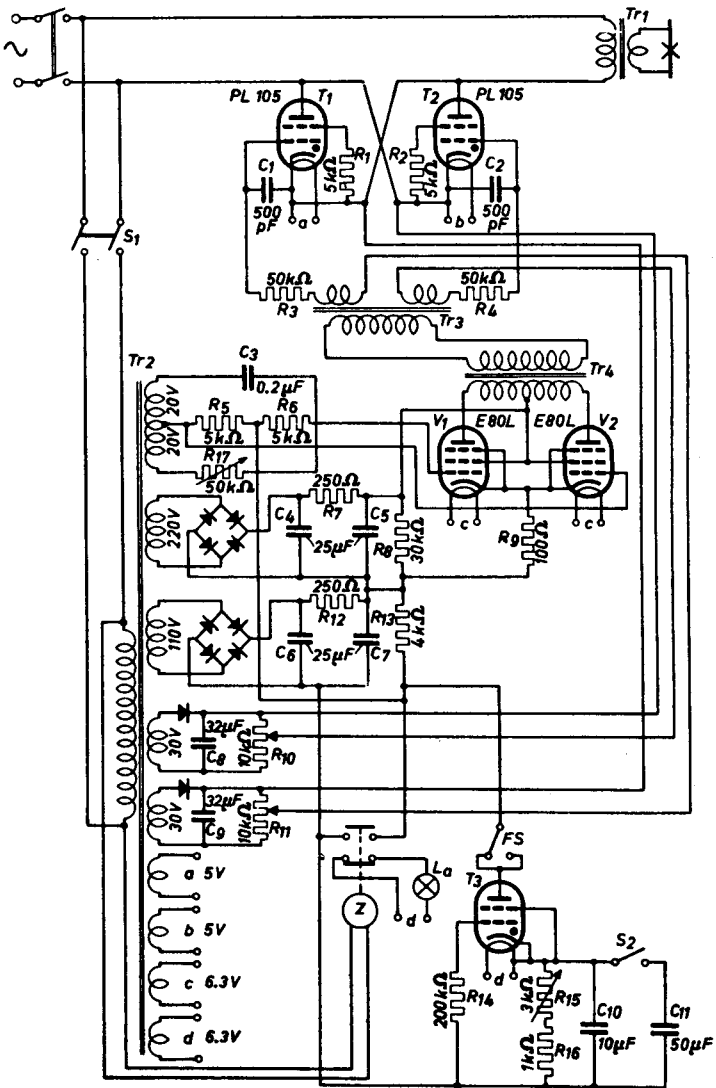 Tr1
PL 105 T1 T2 PL 105
R1 5kΩ R2 5kΩ
C1 500 pF a b C2 500 pF
S1
50kΩ R3 50kΩ R4
Tr3
Tr4
Tr2
C3 0.2μF
20V 20V
R5 5kΩ R6 5kΩ
R17 50kΩ
V1 E80L E80L V2
c c
220V
250Ω R7
C4 25μF C5
R8 30kΩ
R9 100Ω
110V
250Ω R12
C6 25μF C7
R13 4kΩ
30V 32μF C8 10kΩ R10
30V 32μF C9 10kΩ R11
a 5V
b 5V
c 6.3V
d 6.3V
Z
La
d
FS
T3
d
S2
200kΩ R14
3kΩ R15
1kΩ R16
C10 10μF
C11 50μF